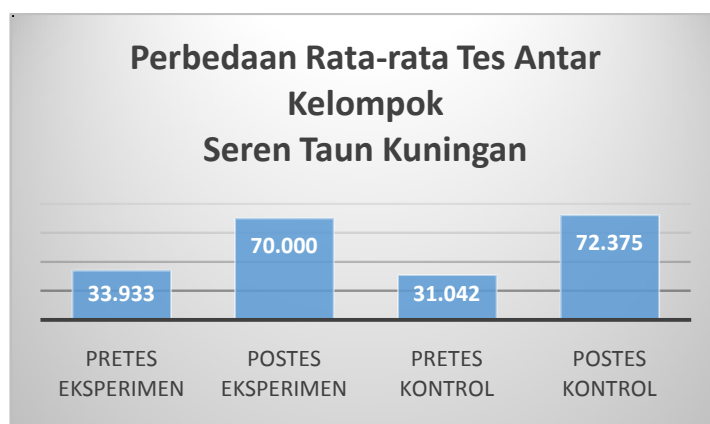 Perbedaan Rata-rata Tes Antar
Kelompok
Seren Taun Kuningan
33.933
70.000
31.042
72.375
PRETES
EKSPERIMEN
POSTES
EKSPERIMEN
PRETES
KONTROL
POSTES
KONTROL